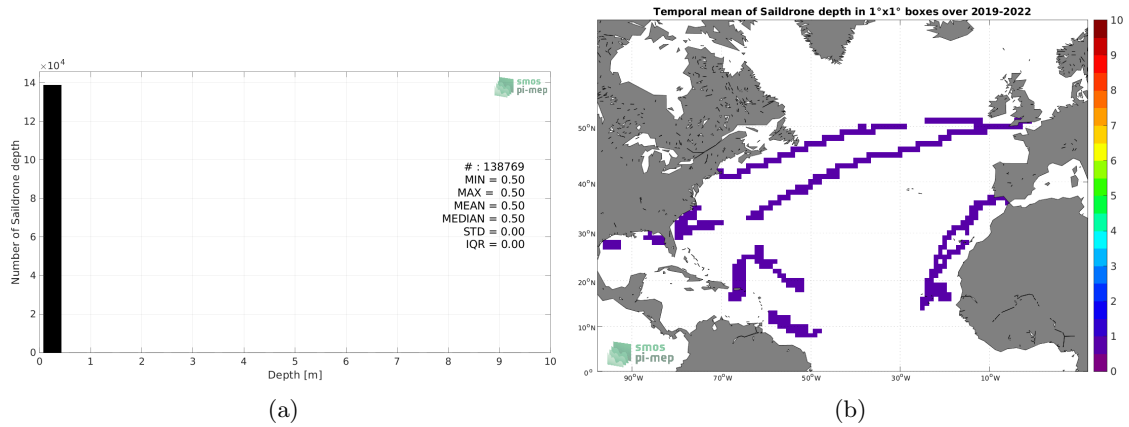 ×10⁴
14
12
10
8
6
4
2
0
Number of Saildrone depth
0 1 2 3 4 5 6 7 8 9 10
Depth [m]
smos
pi-mep
# : 138769
MIN = 0.50
MAX = 0.50
MEAN = 0.50
MEDIAN = 0.50
STD = 0.00
IQR = 0.00
(a)
Temporal mean of Saildrone depth in 1°x1° boxes over 2019-2022
50°N
40°N
30°N
20°N
10°N
0°
90°W 70°W 50°W 30°W 10°W
smos
pi-mep
10
9
8
7
6
5
4
3
2
1
0
(b)